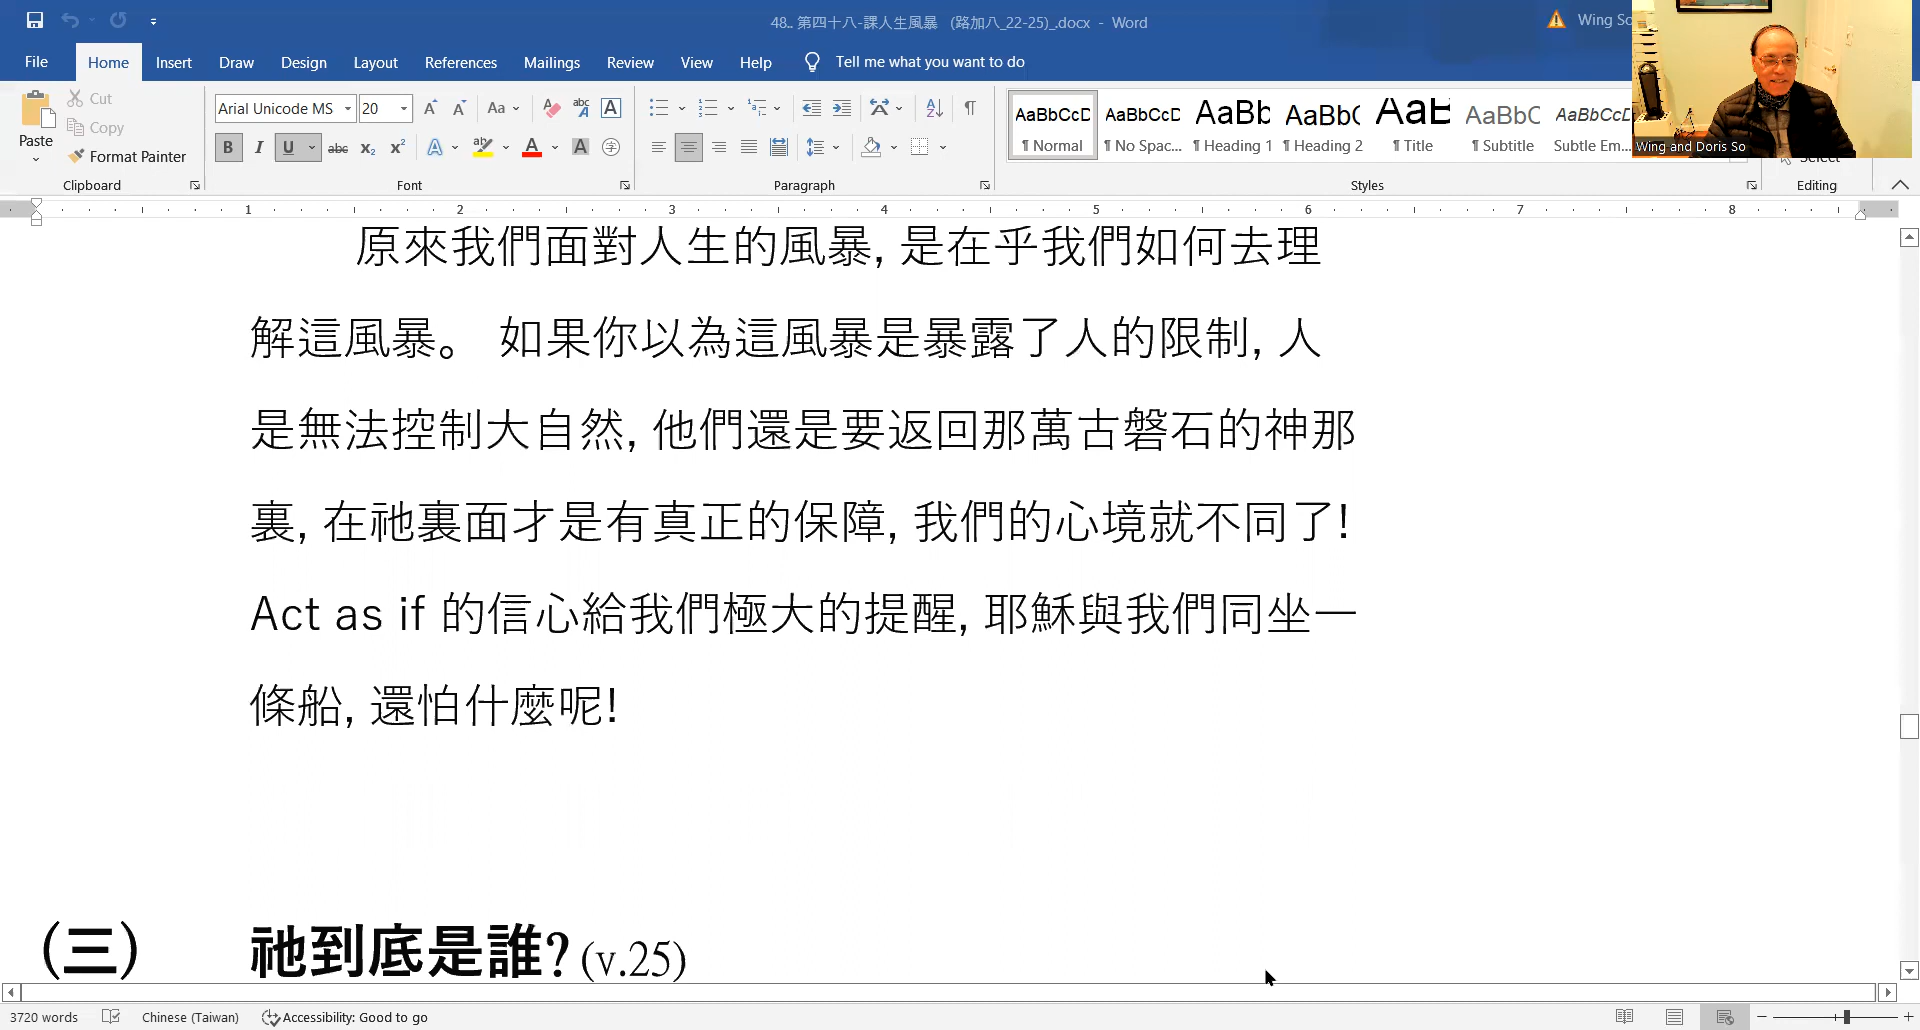 48.. 第四十八-課人生風暴 (路加八_22-25)_.docx - Word
Wing So
File Home Insert Draw Design Layout References Mailings Review View Help Tell me what you want to do
Paste
Cut
Copy
Format Painter
Clipboard
Arial Unicode MS 20
Font
Paragraph
AaBbCcD AaBbCcD AaBb AaBbC AaB AaBbC AaBbCcD
¶ Normal ¶ No Spac... ¶ Heading 1 ¶ Heading 2 ¶ Title ¶ Subtitle Subtle Em...
Styles
Select
Editing
Wing and Doris So
1 2 3 4 5 6 7 8
原來我們面對人生的風暴, 是在乎我們如何去理
解這風暴。 如果你以為這風暴是暴露了人的限制, 人
是無法控制大自然, 他們還是要返回那萬古磐石的神那
裏, 在祂裏面才是有真正的保障, 我們的心境就不同了!
Act as if 的信心給我們極大的提醒, 耶穌與我們同坐一
條船, 還怕什麼呢!
(三) 祂到底是誰? (v.25)
3720 words Chinese (Taiwan) Accessibility: Good to go